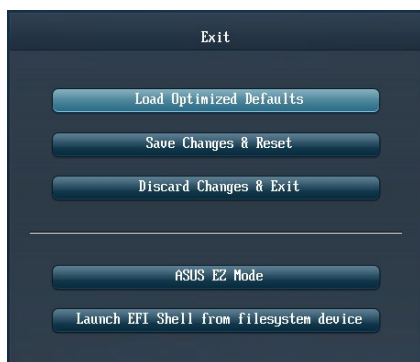 Exit
Load Optimized Defaults
Save Changes & Reset
Discard Changes & Exit
ASUS EZ Mode
Launch EFI Shell from filesystem device